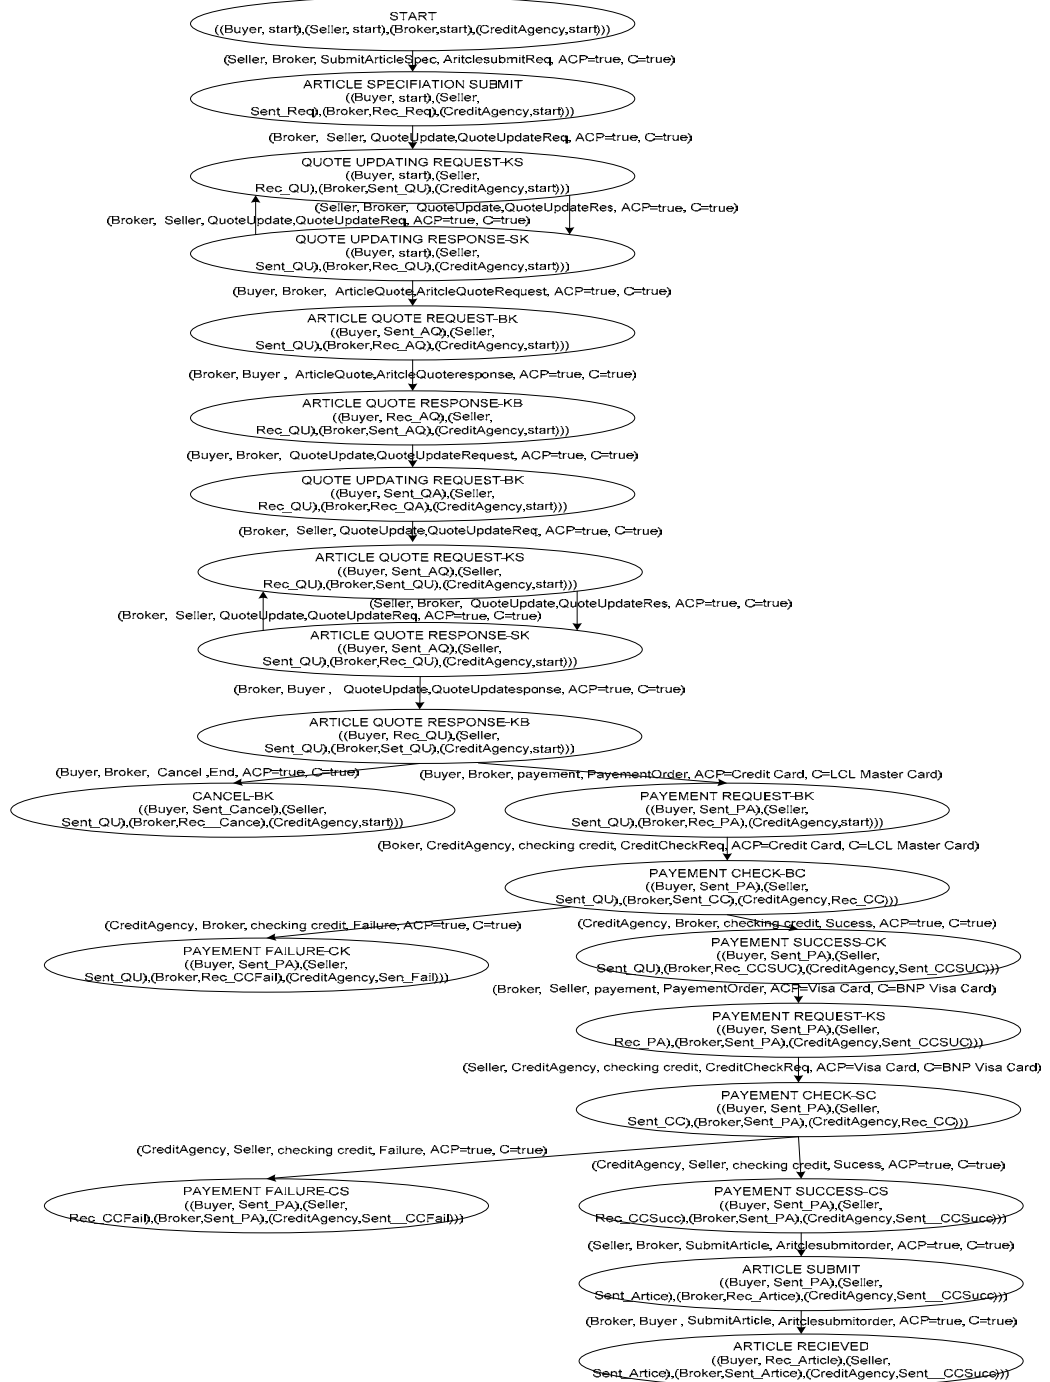 START
((Buyer, start),(Seller, start),(Broker,start),(CreditAgency,start)))
(Seller, Broker, SubmitArticleSpec, AritclesubmitReq, ACP=true, C=true)
ARTICLE SPECIFIATION SUBMIT
((Buyer, start),(Seller,
Sent_Req),(Broker,Rec_Req),(CreditAgency,start)))
(Broker, Seller, QuoteUpdate,QuoteUpdateReq, ACP=true, C=true)
QUOTE UPDATING REQUEST-KS
((Buyer, start),(Seller,
Rec_QU),(Broker,Sent_QU),(CreditAgency,start)))
(Seller, Broker, QuoteUpdate,QuoteUpdateRes, ACP=true, C=true)
(Broker, Seller, QuoteUpdate,QuoteUpdateReq, ACP=true, C=true)
QUOTE UPDATING RESPONSE-SK
((Buyer, start),(Seller,
Sent_QU),(Broker,Rec_QU),(CreditAgency,start)))
(Buyer, Broker, ArticleQuote,AritcleQuoteRequest, ACP=true, C=true)
ARTICLE QUOTE REQUEST-BK
((Buyer, Sent_AQ),(Seller,
Sent_QU),(Broker,Rec_AQ),(CreditAgency,start)))
(Broker, Buyer , ArticleQuote,AritcleQuoteresponse, ACP=true, C=true)
ARTICLE QUOTE RESPONSE-KB
((Buyer, Rec_AQ),(Seller,
Rec_QU),(Broker,Sent_AQ),(CreditAgency,start)))
(Buyer, Broker, QuoteUpdate,QuoteUpdateRequest, ACP=true, C=true)
QUOTE UPDATING REQUEST-BK
((Buyer, Sent_QA),(Seller,
Rec_QU),(Broker,Rec_QA),(CreditAgency,start)))
(Broker, Seller, QuoteUpdate,QuoteUpdateReq, ACP=true, C=true)
ARTICLE QUOTE REQUEST-KS
((Buyer, Sent_AQ),(Seller,
Rec_QU),(Broker,Sent_QU),(CreditAgency,start)))
(Seller, Broker, QuoteUpdate,QuoteUpdateRes, ACP=true, C=true)
(Broker, Seller, QuoteUpdate,QuoteUpdateReq, ACP=true, C=true)
ARTICLE QUOTE RESPONSE-SK
((Buyer, Sent_AQ),(Seller,
Sent_QU),(Broker,Rec_QU),(CreditAgency,start)))
(Broker, Buyer , QuoteUpdate,QuoteUpdatesponse, ACP=true, C=true)
ARTICLE QUOTE RESPONSE-KB
((Buyer, Rec_QU),(Seller,
Sent_QU),(Broker,Set_QU),(CreditAgency,start)))
(Buyer, Broker, Cancel ,End, ACP=true, C=true)
(Buyer, Broker, payement, PayementOrder, ACP=Credit Card, C=LCL Master Card)
CANCEL-BK
((Buyer, Sent_Cancel),(Seller,
Sent_QU),(Broker,Rec__Cance),(CreditAgency,start)))
PAYEMENT REQUEST-BK
((Buyer, Sent_PA),(Seller,
Sent_QU),(Broker,Rec_PA),(CreditAgency,start)))
(Boker, CreditAgency, checking credit, CreditCheckReq, ACP=Credit Card, C=LCL Master Card)
PAYEMENT CHECK-BC
((Buyer, Sent_PA),(Seller,
Sent_QU),(Broker,Sent_CC),(CreditAgency,Rec_CC)))
(CreditAgency, Broker, checking credit, Failure, ACP=true, C=true)
(CreditAgency, Broker, checking credit, Sucess, ACP=true, C=true)
PAYEMENT FAILURE-CK
((Buyer, Sent_PA),(Seller,
Sent_QU),(Broker,Rec_CCFail),(CreditAgency,Sen_Fail)))
PAYEMENT SUCCESS-CK
((Buyer, Sent_PA),(Seller,
Sent_QU),(Broker,Rec_CCSUC),(CreditAgency,Sent_CCSUC)))
(Broker, Seller, payement, PayementOrder, ACP=Visa Card, C=BNP Visa Card)
PAYEMENT REQUEST-KS
((Buyer, Sent_PA),(Seller,
Rec_PA),(Broker,Sent_PA),(CreditAgency,Sent_CCSUC)))
(Seller, CreditAgency, checking credit, CreditCheckReq, ACP=Visa Card, C=BNP Visa Card)
PAYEMENT CHECK-SC
((Buyer, Sent_PA),(Seller,
Sent_CC),(Broker,Sent_PA),(CreditAgency,Rec_CC)))
(CreditAgency, Seller, checking credit, Failure, ACP=true, C=true)
(CreditAgency, Seller, checking credit, Sucess, ACP=true, C=true)
PAYEMENT FAILURE-CS
((Buyer, Sent_PA),(Seller,
Rec_CCFail),(Broker,Sent_PA),(CreditAgency,Sent__CCFail)))
PAYEMENT SUCCESS-CS
((Buyer, Sent_PA),(Seller,
Rec_CCSucc),(Broker,Sent_PA),(CreditAgency,Sent__CCSucc)))
(Seller, Broker, SubmitArticle, Aritclesubmitorder, ACP=true, C=true)
ARTICLE SUBMIT
((Buyer, Sent_PA),(Seller,
Sent_Artice),(Broker,Rec_Artice),(CreditAgency,Sent__CCSucc)))
(Broker, Buyer , SubmitArticle, Aritclesubmitorder, ACP=true, C=true)
ARTICLE RECIEVED
((Buyer, Rec_Article),(Seller,
Sent_Artice),(Broker,Sent_Artice),(CreditAgency,Sent__CCSucc)))